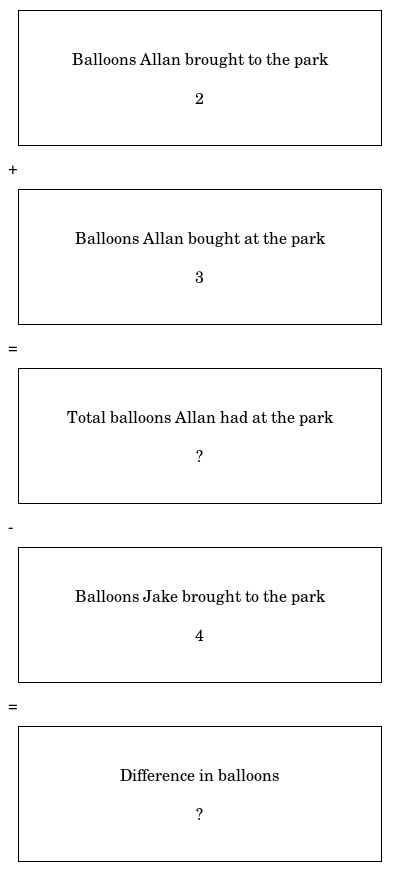 Balloons Allan brought to the park
2
+
Balloons Allan bought at the park
3
=
Total balloons Allan had at the park
?
-
Balloons Jake brought to the park
4
=
Difference in balloons
?